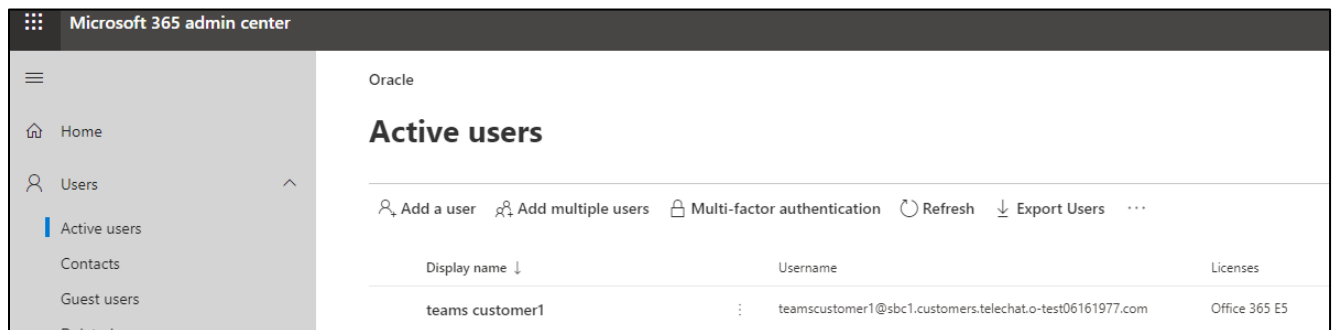 Microsoft 365 admin center
Oracle
Home
Active users
Users
Add a user Add multiple users Multi-factor authentication Refresh Export Users ...
Active users
Contacts
Display name ↓ Username Licenses
Guest users
teams customer1 teamscustomer1@sbc1.customers.telechat.o-test06161977.com Office 365 E5